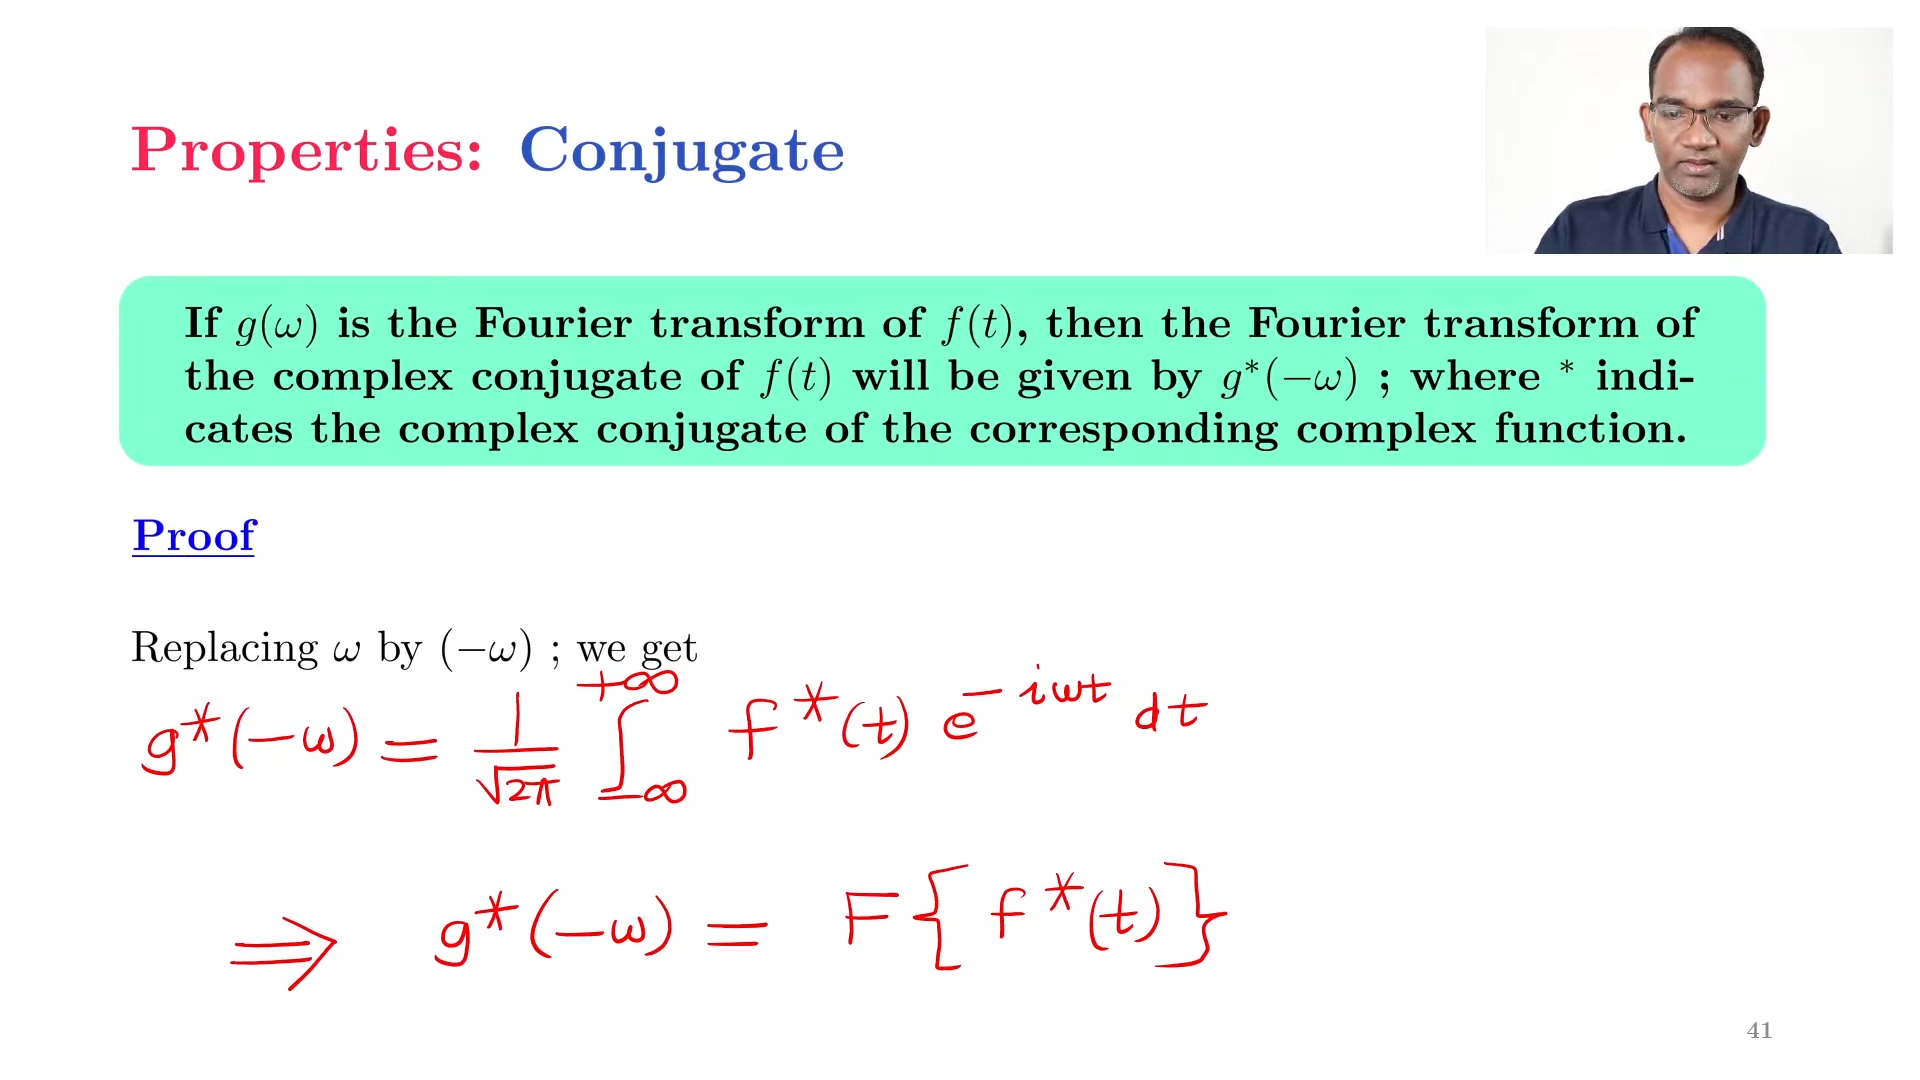 Properties: Conjugate
If g(ω) is the Fourier transform of f(t), then the Fourier transform of
the complex conjugate of f(t) will be given by g*(−ω) ; where * indi-
cates the complex conjugate of the corresponding complex function.
Proof
Replacing ω by (−ω) ; we get
g*(−ω) = 1/√2π ∫_{−∞}^{+∞} f*(t) e^{−iωt} dt
⇒ g*(−ω) = F{f*(t)}
41